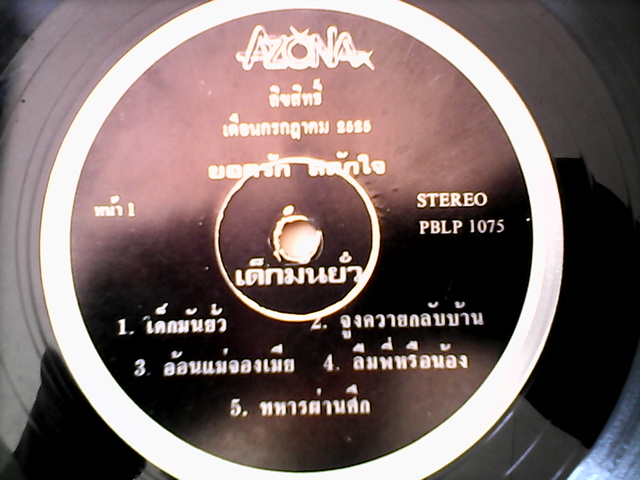 AZONA
ลิขสิทธิ์
เดือนกรกฎาคม 2525
ยอดรัก สลักใจ
หน้า 1
STEREO
PBLP 1075
เด็กมันยั่ว
1. เด็กมันยั่ว 2. จูงควายกลับบ้าน
3. อ้อนแม่จองเมีย 4. ลืมพี่หรือน้อง
5. ทหารผ่านศึก